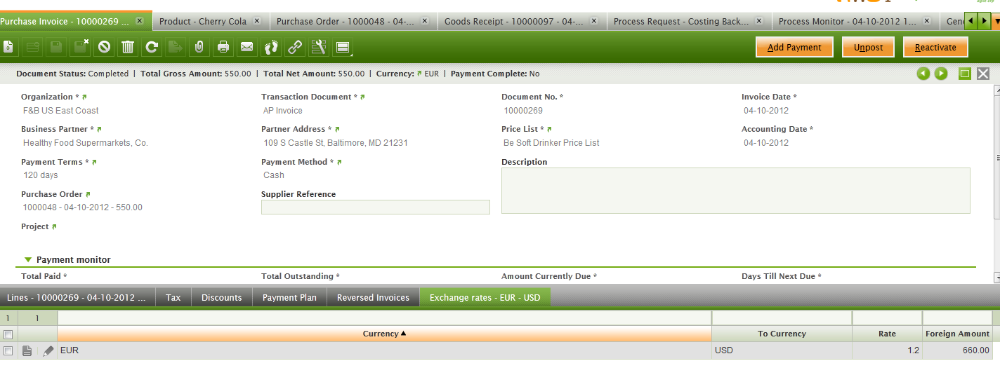 Purchase Invoice - 10000269 ... Product - Cherry Cola Purchase Order - 1000048 - 04-... Goods Receipt - 10000097 - 04-... Process Request - Costing Back... Process Monitor - 04-10-2012 1...
Add Payment Unpost Reactivate
Document Status: Completed | Total Gross Amount: 550.00 | Total Net Amount: 550.00 | Currency: EUR | Payment Complete: No
Organization * Transaction Document * Document No. * Invoice Date *
F&B US East Coast AP Invoice 10000269 04-10-2012
Business Partner * Partner Address * Price List * Accounting Date *
Healthy Food Supermarkets, Co. 109 S Castle St, Baltimore, MD 21231 Be Soft Drinker Price List 04-10-2012
Payment Terms * Payment Method * Description
120 days Cash
Purchase Order Supplier Reference
1000048 - 04-10-2012 - 550.00
Project
Payment monitor
Total Paid * Total Outstanding * Amount Currently Due * Days Till Next Due *
Lines - 10000269 - 04-10-2012 ... Tax Discounts Payment Plan Reversed Invoices Exchange rates - EUR - USD
1 1
Currency To Currency Rate Foreign Amount
EUR USD 1.2 660.00